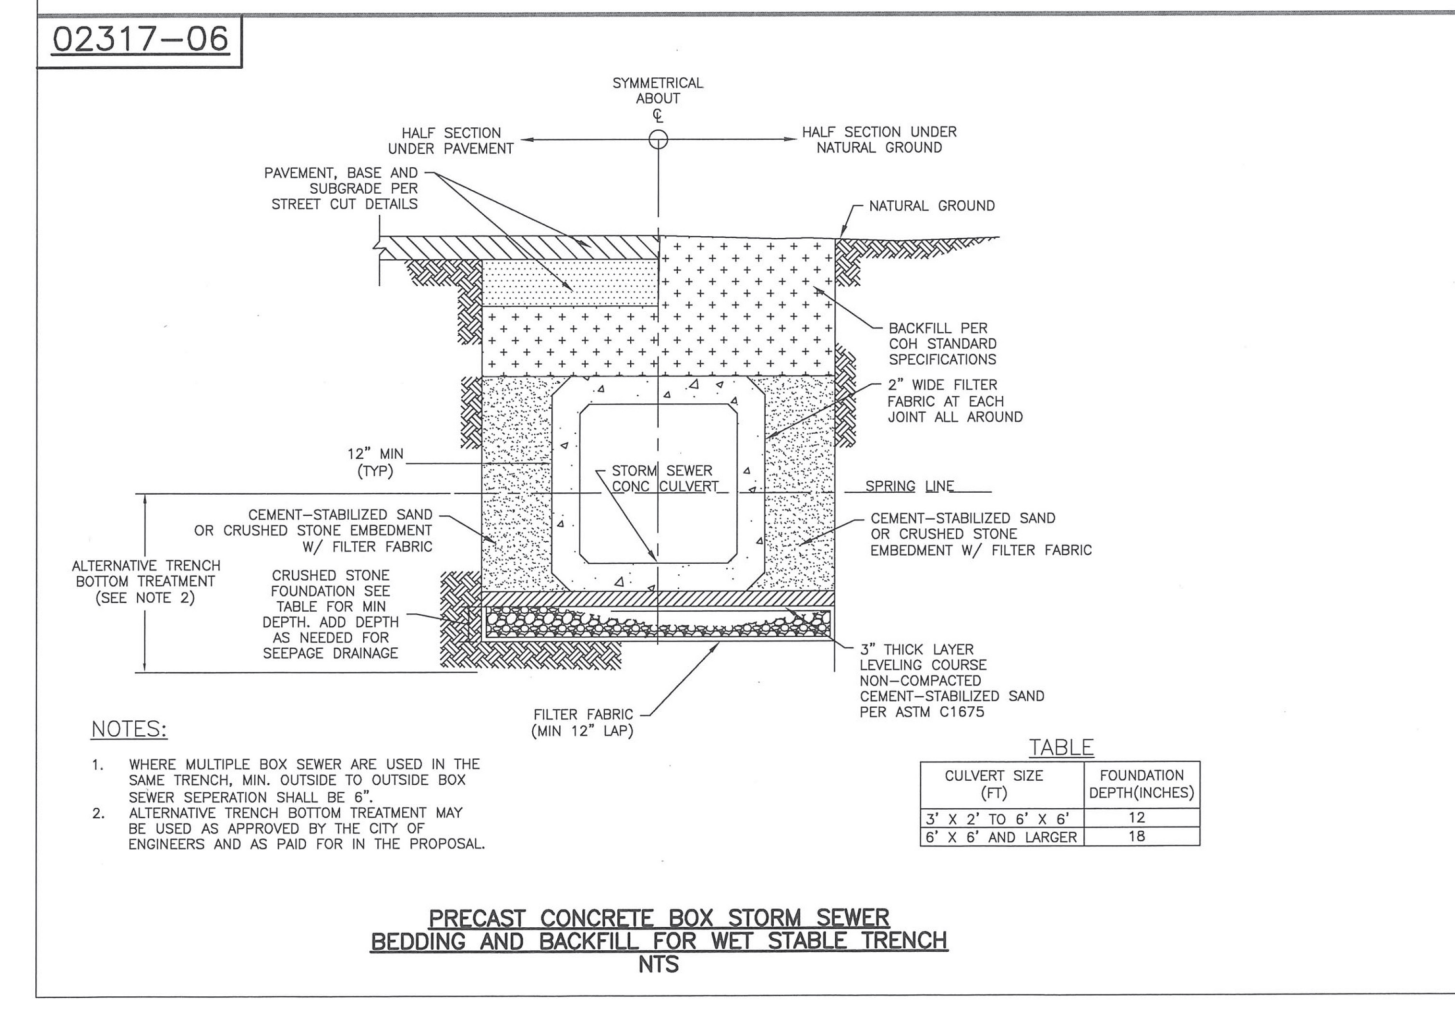 02317-06
SYMMETRICAL
ABOUT
℄
HALF SECTION
UNDER PAVEMENT
HALF SECTION UNDER
NATURAL GROUND
PAVEMENT, BASE AND
SUBGRADE PER
STREET CUT DETAILS
NATURAL GROUND
BACKFILL PER
COH STANDARD
SPECIFICATIONS
2" WIDE FILTER
FABRIC AT EACH
JOINT ALL AROUND
12" MIN
(TYP)
STORM SEWER
CONC CULVERT
SPRING LINE
CEMENT-STABILIZED SAND
OR CRUSHED STONE EMBEDMENT
W/ FILTER FABRIC
CEMENT-STABILIZED SAND
OR CRUSHED STONE
EMBEDMENT W/ FILTER FABRIC
ALTERNATIVE TRENCH
BOTTOM TREATMENT
(SEE NOTE 2)
CRUSHED STONE
FOUNDATION SEE
TABLE FOR MIN
DEPTH. ADD DEPTH
AS NEEDED FOR
SEEPAGE DRAINAGE
3" THICK LAYER
LEVELING COURSE
NON-COMPACTED
CEMENT-STABILIZED SAND
PER ASTM C1675
FILTER FABRIC
(MIN 12" LAP)
NOTES:
1. WHERE MULTIPLE BOX SEWER ARE USED IN THE
SAME TRENCH, MIN. OUTSIDE TO OUTSIDE BOX
SEWER SEPERATION SHALL BE 6".
2. ALTERNATIVE TRENCH BOTTOM TREATMENT MAY
BE USED AS APPROVED BY THE CITY OF
ENGINEERS AND AS PAID FOR IN THE PROPOSAL.
TABLE
CULVERT SIZE
(FT)
FOUNDATION
DEPTH(INCHES)
3' X 2' TO 6' X 6' 12
6' X 6' AND LARGER 18
PRECAST CONCRETE BOX STORM SEWER
BEDDING AND BACKFILL FOR WET STABLE TRENCH
NTS